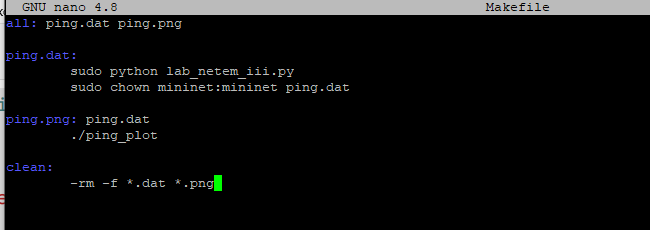 GNU nano 4.8 Makefile
all: ping.dat ping.png
ping.dat:
sudo python lab_netem_iii.py
sudo chown mininet:mininet ping.dat
ping.png: ping.dat
./ping_plot
clean:
-rm -f *.dat *.png